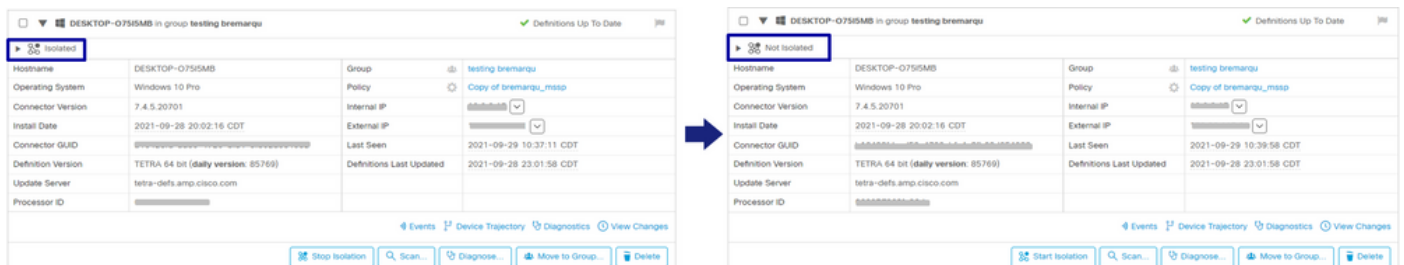 DESKTOP-O75I5MB in group testing bremarqu
Definitions Up To Date
Isolated
Hostname DESKTOP-O75I5MB Group testing bremarqu
Operating System Windows 10 Pro Policy Copy of bremarqu_mssp
Connector Version 7.4.5.20701 Internal IP
Install Date 2021-09-28 20:02:16 CDT External IP
Connector GUID Last Seen 2021-09-29 10:37:11 CDT
Definition Version TETRA 64 bit (daily version: 85769) Definitions Last Updated 2021-09-28 23:01:58 CDT
Update Server tetra-defs.amp.cisco.com
Processor ID
Events Device Trajectory Diagnostics View Changes
Stop Isolation Scan... Diagnose... Move to Group... Delete
DESKTOP-O75I5MB in group testing bremarqu
Definitions Up To Date
Not Isolated
Hostname DESKTOP-O75I5MB Group testing bremarqu
Operating System Windows 10 Pro Policy Copy of bremarqu_mssp
Connector Version 7.4.5.20701 Internal IP
Install Date 2021-09-28 20:02:16 CDT External IP
Connector GUID Last Seen 2021-09-29 10:39:58 CDT
Definition Version TETRA 64 bit (daily version: 85769) Definitions Last Updated 2021-09-28 23:01:58 CDT
Update Server tetra-defs.amp.cisco.com
Processor ID
Events Device Trajectory Diagnostics View Changes
Start Isolation Scan... Diagnose... Move to Group... Delete